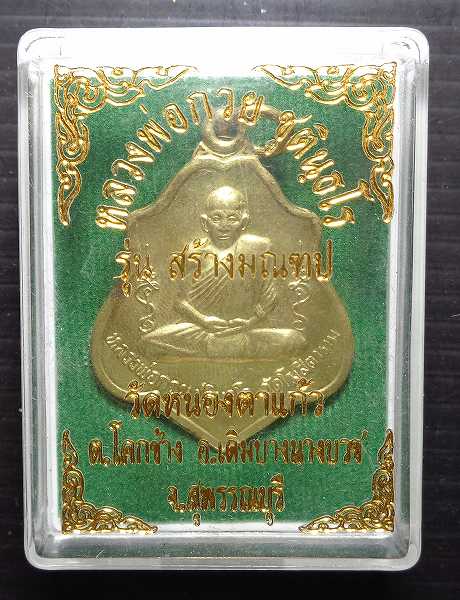 หลวงพ่อกวย ชุตินฺธโร
รุ่น สร้างมณฑป
วัดหนองตาแก้ว
ต.โคกช้าง อ.เดิมบางนางบวช
จ.สุพรรณบุรี